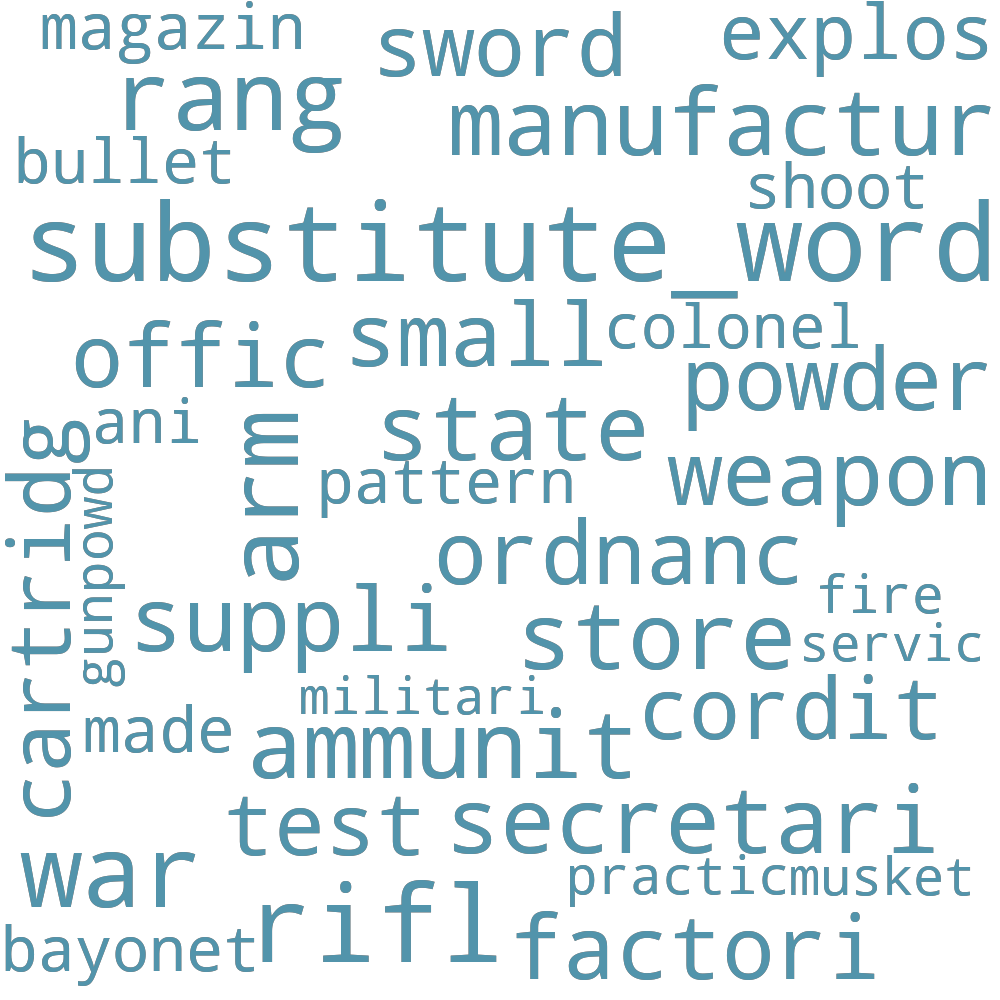 magazin
sword
explos
rang
manufactur
bullet
shoot
substitute_word
small
colonel
offic
powder
ani
state
arm
cartridg
pattern
weapon
gunpowd
ordnanc
fire
suppli
store
servic
militari
cordit
made
ammunit
test
secretari
war
practic
musket
rifl
bayonet
factori